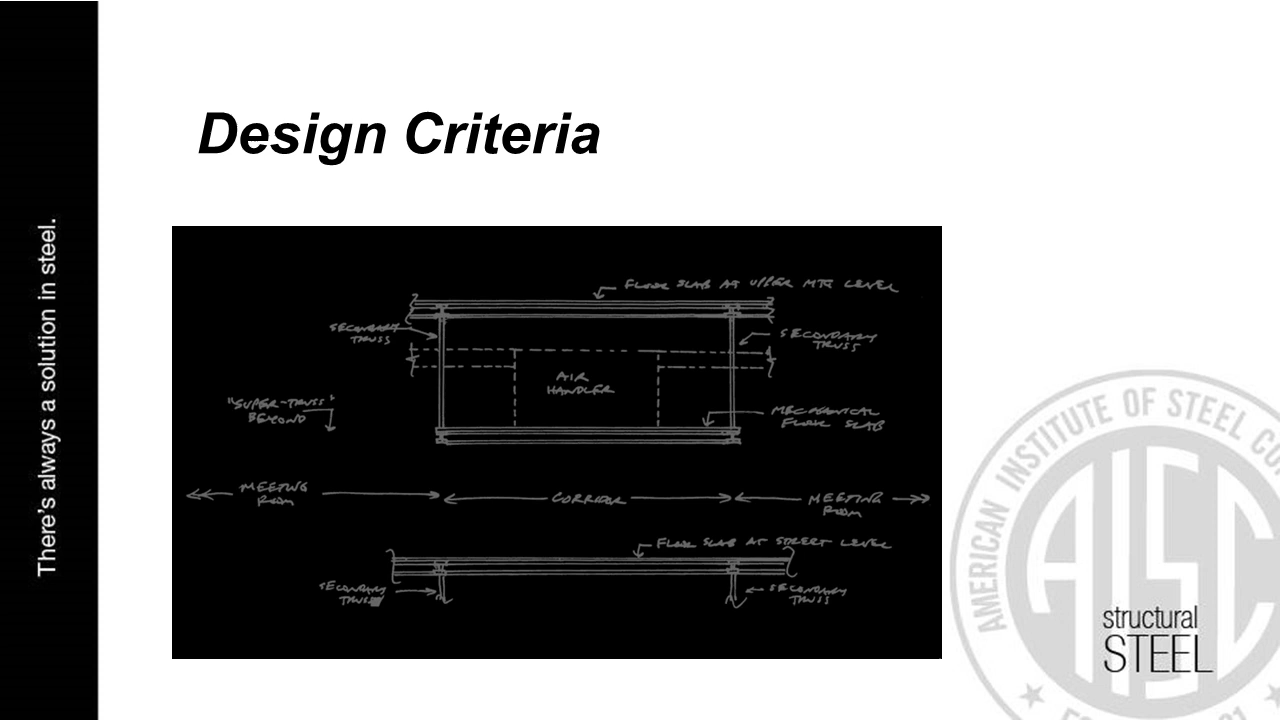 There's always a solution in steel.
Design Criteria
FLOOR SLAB AT UPPER MTG LEVEL
SECONDARY
TRUSS
SECONDARY
TRUSS
AIR
HANDLER
"SUPER-TRUSS"
BEYOND
MECHANICAL
FLOOR SLAB
MEETING
ROOM
CORRIDOR
MEETING
ROOM
FLOOR SLAB AT STREET LEVEL
SECONDARY
TRUSS
SECONDARY
TRUSS
AMERICAN INSTITUTE OF STEEL CO
AISC
structural
STEEL